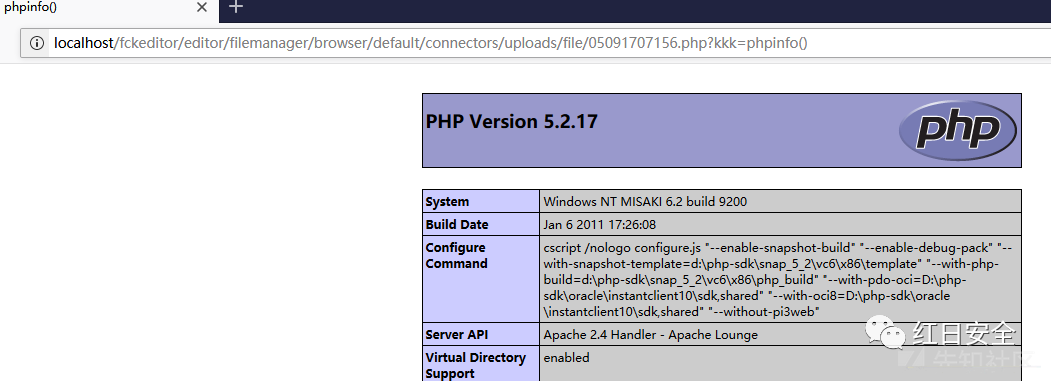 phpinfo()
localhost/fckeditor/editor/filemanager/browser/default/connectors/uploads/file/05091707156.php?kkk=phpinfo()
PHP Version 5.2.17
php
System Windows NT MISAKI 6.2 build 9200
Build Date Jan 6 2011 17:26:08
Configure Command cscript /nologo configure.js "--enable-snapshot-build" "--enable-debug-pack" "--
with-snapshot-template=d:\php-sdk\snap_5_2\vc6\x86\template" "--with-php-
build=d:\php-sdk\snap_5_2\vc6\x86\php_build" "--with-pdo-oci=D:\php-
sdk\oracle\instantclient10\sdk,shared" "--with-oci8=D:\php-sdk\oracle
\instantclient10\sdk,shared" "--without-pi3web"
Server API Apache 2.4 Handler - Apache Lounge
红日安全
Virtual Directory Support enabled